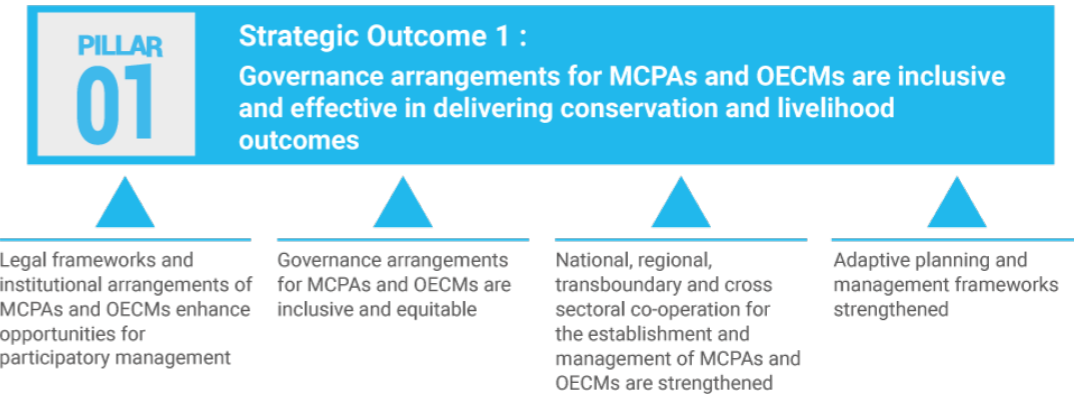 PILLAR
01
Strategic Outcome 1 :
Governance arrangements for MCPAs and OECMs are inclusive
and effective in delivering conservation and livelihood
outcomes
Legal frameworks and
institutional arrangements of
MCPAs and OECMs enhance
opportunities for
participatory management
Governance arrangements
for MCPAs and OECMs are
inclusive and equitable
National, regional,
transboundary and cross
sectoral co-operation for
the establishment and
management of MCPAs and
OECMs are strengthened
Adaptive planning and
management frameworks
strengthened